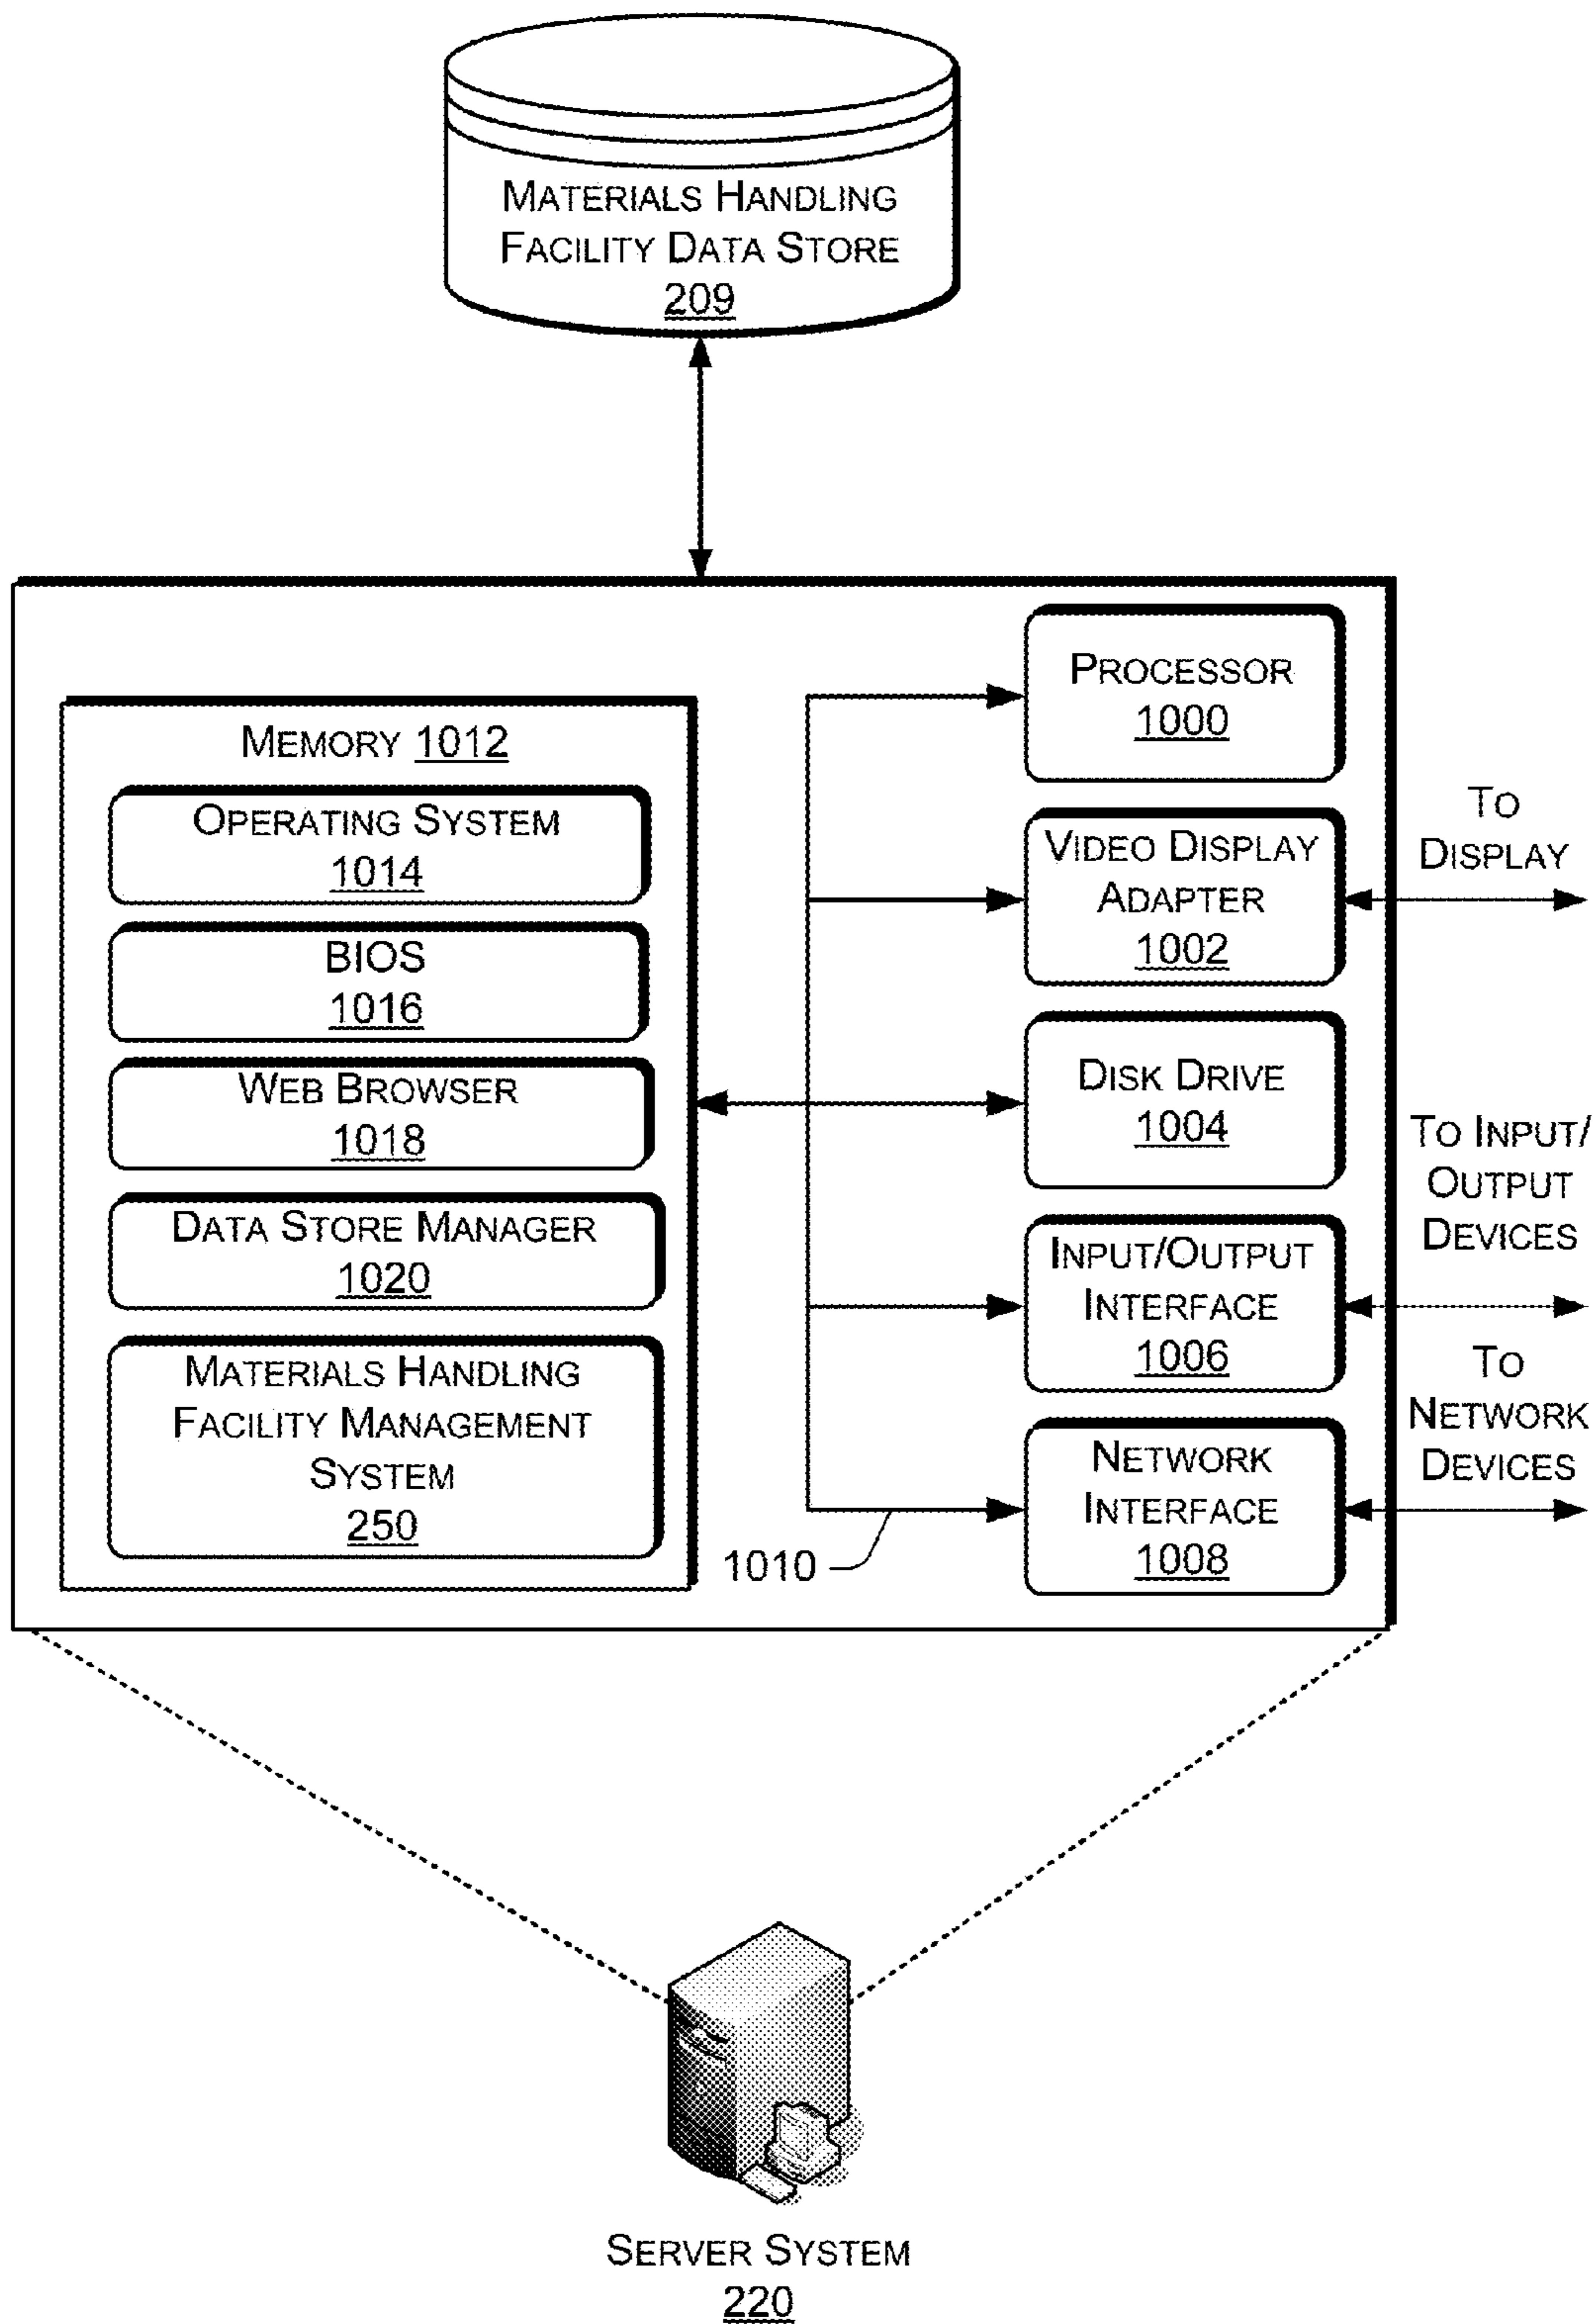 MATERIALS HANDLING
FACILITY DATA STORE
209
MEMORY 1012
OPERATING SYSTEM
1014
BIOS
1016
WEB BROWSER
1018
DATA STORE MANAGER
1020
MATERIALS HANDLING
FACILITY MANAGEMENT
SYSTEM
250
PROCESSOR
1000
VIDEO DISPLAY
ADAPTER
1002
DISK DRIVE
1004
INPUT/OUTPUT
INTERFACE
1006
NETWORK
INTERFACE
1008
1010
TO
DISPLAY
TO INPUT/
OUTPUT
DEVICES
TO
NETWORK
DEVICES
SERVER SYSTEM
220